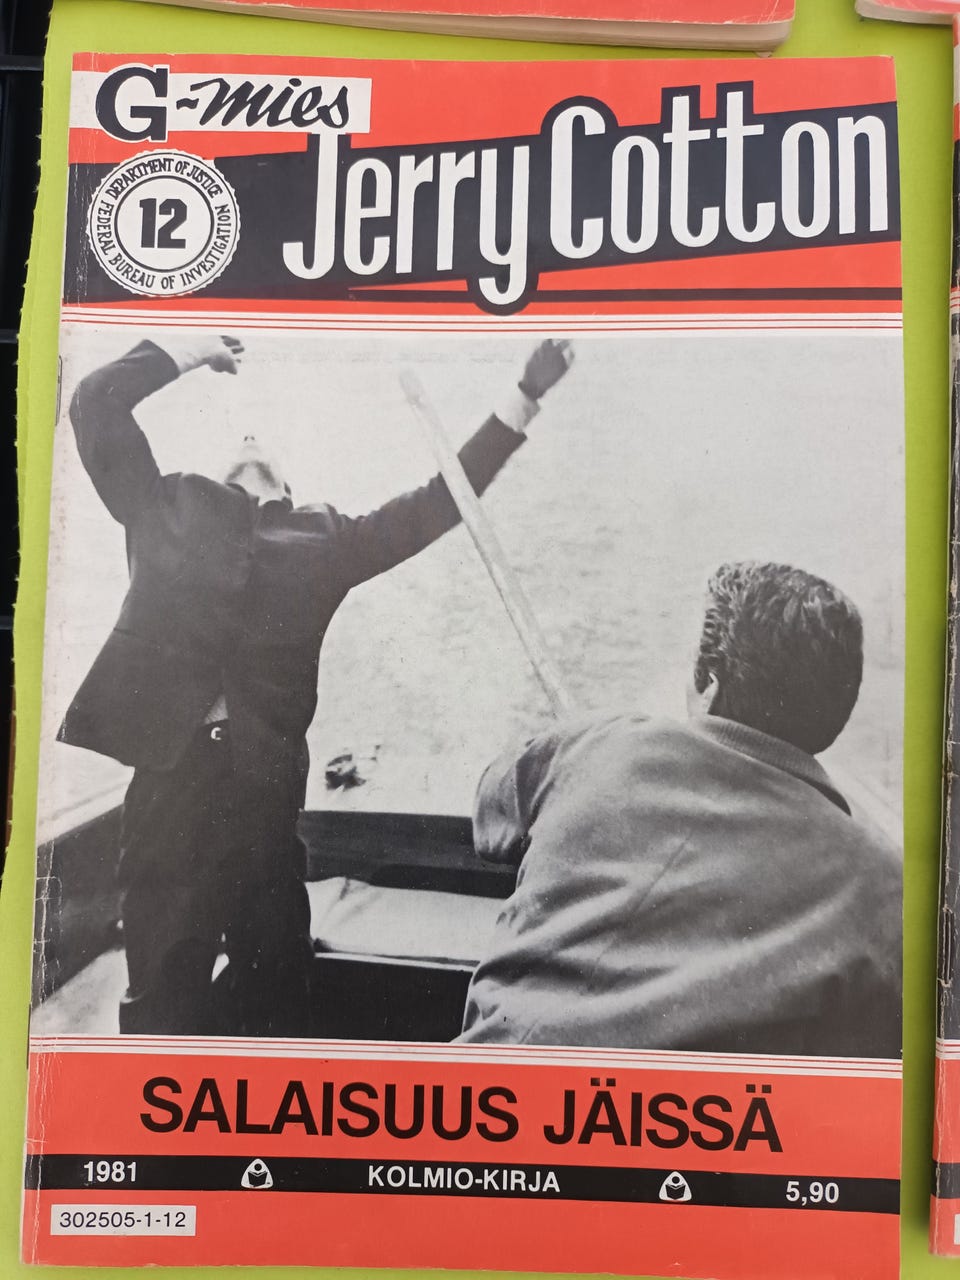 G-mies
Jerry Cotton
DEPARTMENT OF JUSTICE
12
FEDERAL BUREAU OF INVESTIGATION
C
SALAISUUS JÄISSÄ
1981 KOLMIO-KIRJA 5,90
302505-1-12